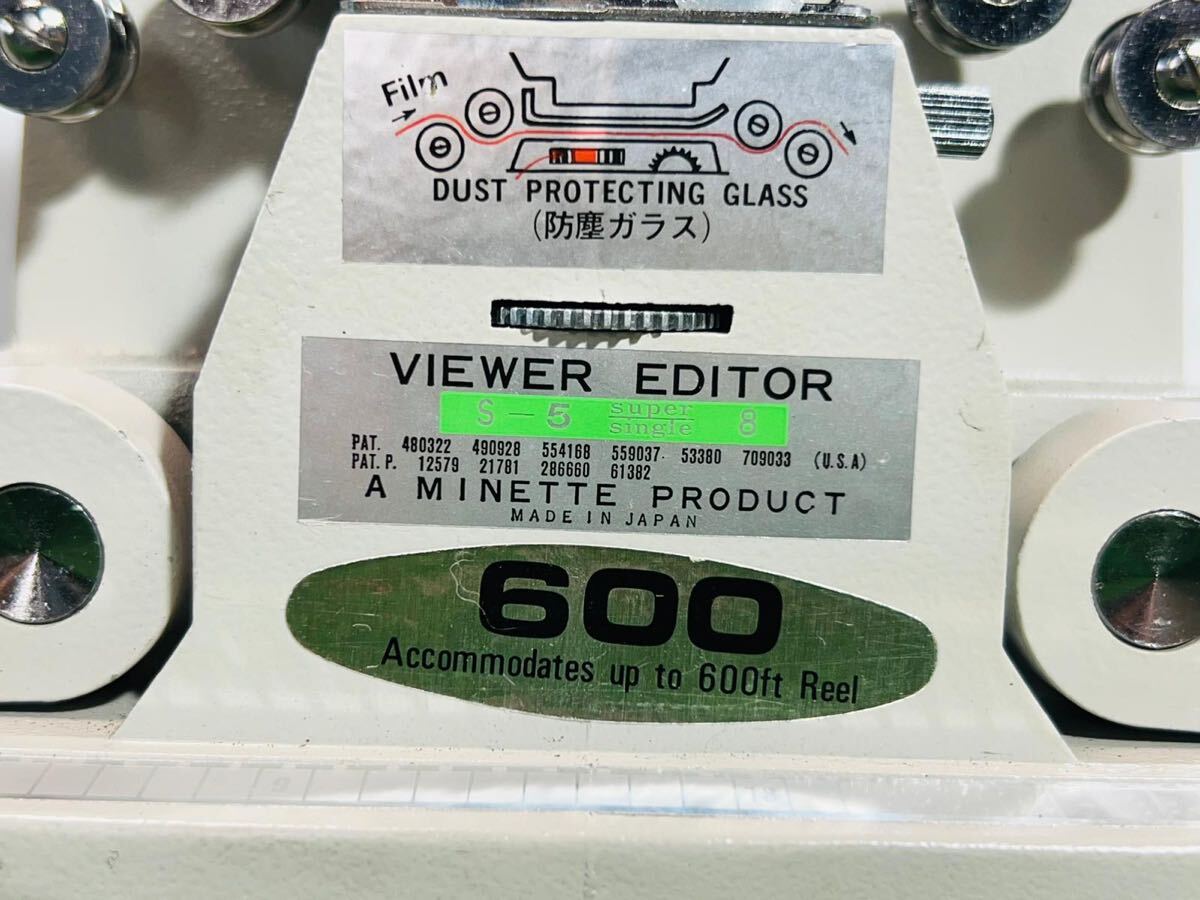 Film
DUST PROTECTING GLASS
(防塵ガラス)
VIEWER EDITOR
S-5 super single 8
PAT. 480322 490928 554168 559037. 53380 709033 (U.S.A)
PAT. P. 12579 21781 286660 61382
A MINETTE PRODUCT
MADE IN JAPAN
600
Accommodates up to 600ft Reel